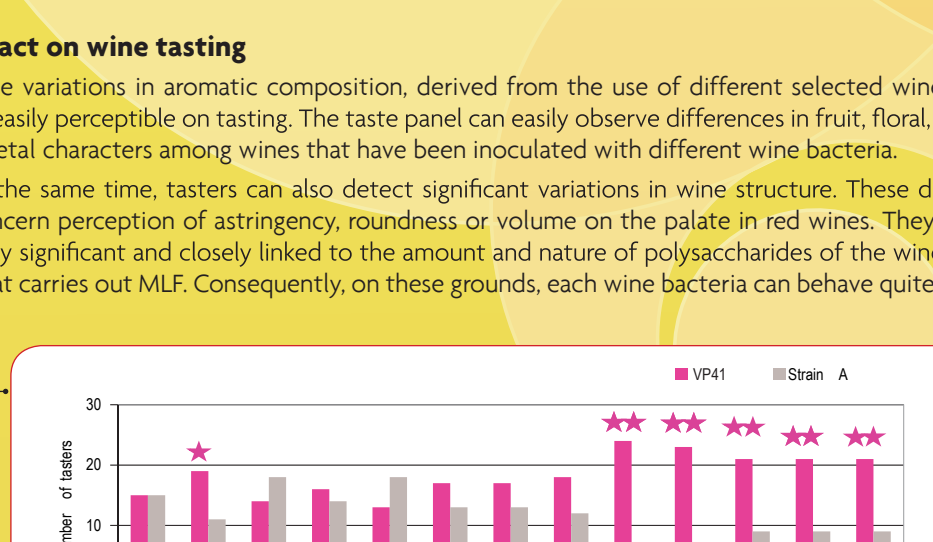 act on wine tasting
e variations in aromatic composition, derived from the use of different selected win
easily perceptible on tasting. The taste panel can easily observe differences in fruit, floral,
etal characters among wines that have been inoculated with different wine bacteria.
the same time, tasters can also detect significant variations in wine structure. These d
ncern perception of astringency, roundness or volume on the palate in red wines. They
y significant and closely linked to the amount and nature of polysaccharides of the win
at carries out MLF. Consequently, on these grounds, each wine bacteria can behave quite
VP41 Strain A
30
20
10
mber of tasters